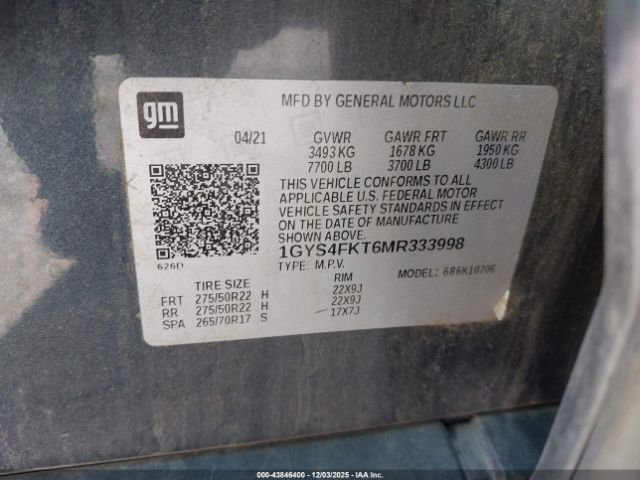 gm
MFD BY GENERAL MOTORS LLC
04/21 GVWR GAWR FRT GAWR RR
3493 KG 1678 KG 1950 KG
7700 LB 3700 LB 4300 LB
THIS VEHICLE CONFORMS TO ALL
APPLICABLE U.S. FEDERAL MOTOR
VEHICLE SAFETY STANDARDS IN EFFECT
ON THE DATE OF MANUFACTURE
SHOWN ABOVE.
1GYS4FKT6MR333998
626D TYPE: M.P.V. MODEL: 686K10706
TIRE SIZE RIM
FRT 275/50R22 H 22X9J
RR 275/50R22 H 22X9J
SPA 265/70R17 S 17X7J
000-43846400 - 12/03/2025 - IAA Inc.